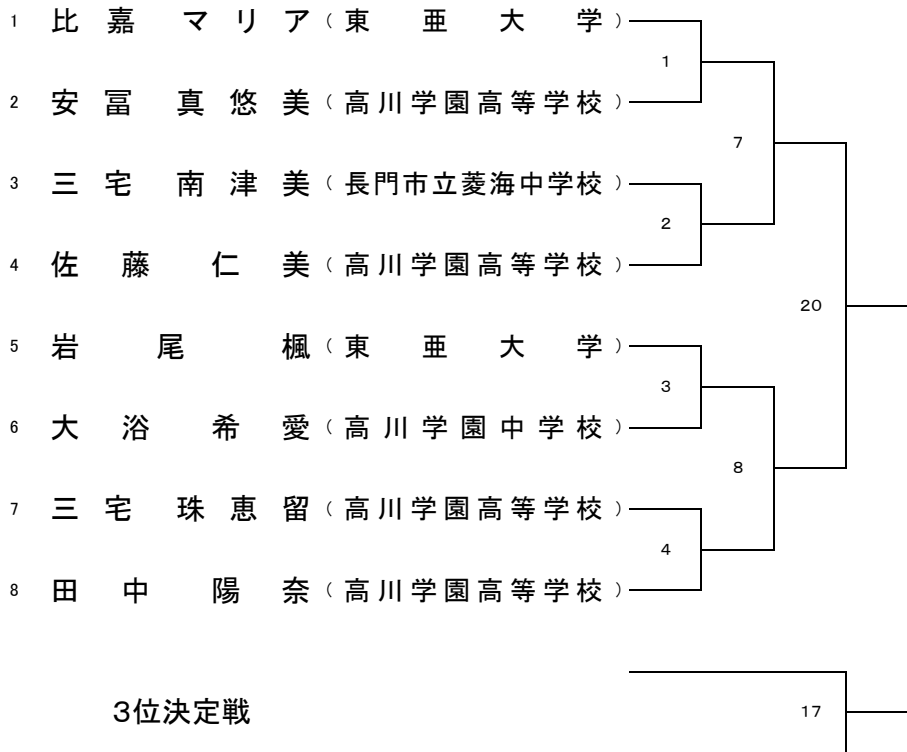 1 比嘉 マリア（東亜大学）
1
2 安冨 真悠美（高川学園高等学校）
7
3 三宅 南津美（長門市立菱海中学校）
2
4 佐藤 仁美（高川学園高等学校）
20
5 岩尾 楓（東亜大学）
3
6 大浴 希愛（高川学園中学校）
8
7 三宅 珠恵留（高川学園高等学校）
4
8 田中 陽奈（高川学園高等学校）
3位決定戦 17